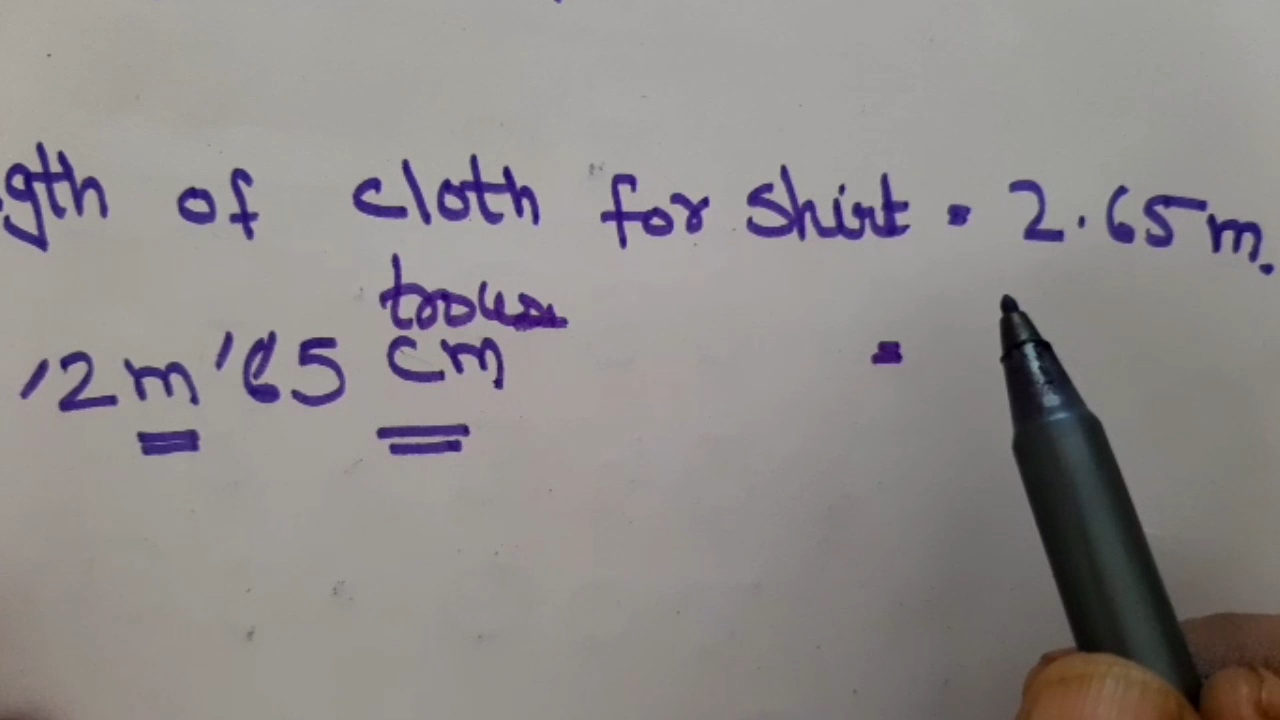 gth of cloth for shirt = 2.65 m.
trous =
'2 m '65 cm